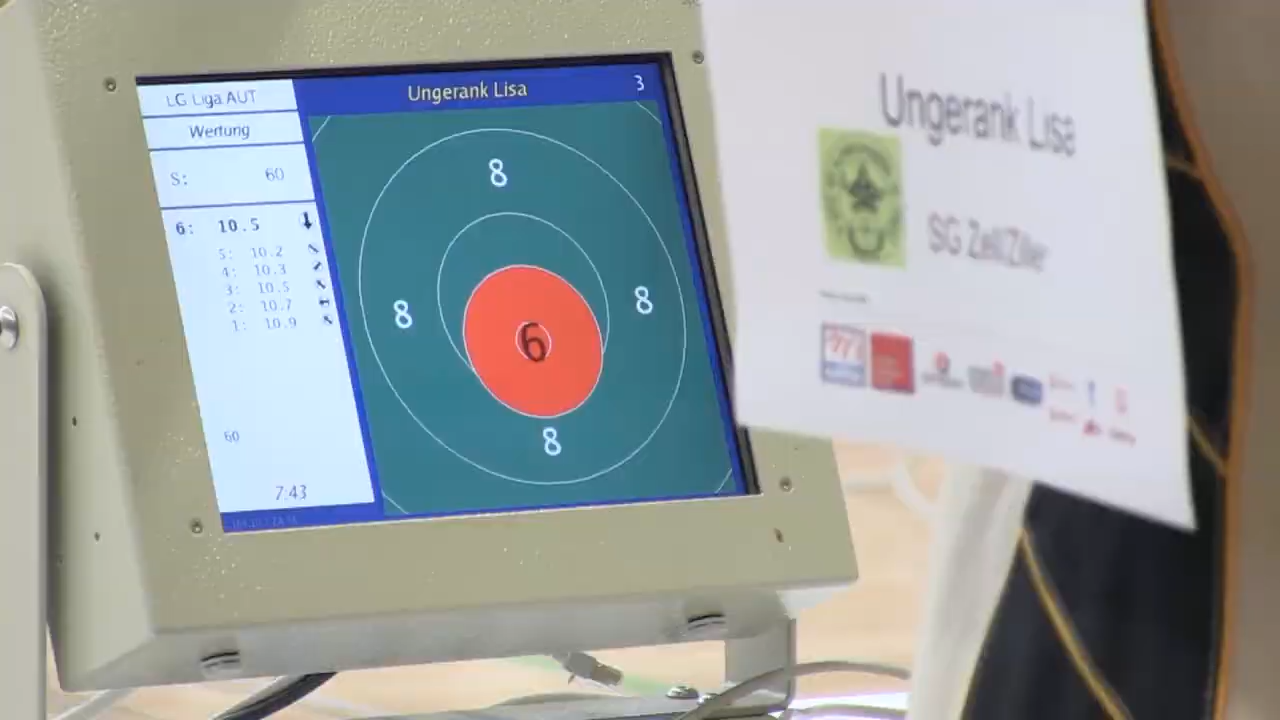 LG Liga AUT
Ungerank Lisa
3
Wertung
S: 60
6: 10.5
5: 10.2
4: 10.3
3: 10.5
2: 10.7
1: 10.9
60
7:43
8
8
8
6
8
Ungerank Lisa
SG Zell/Ziller